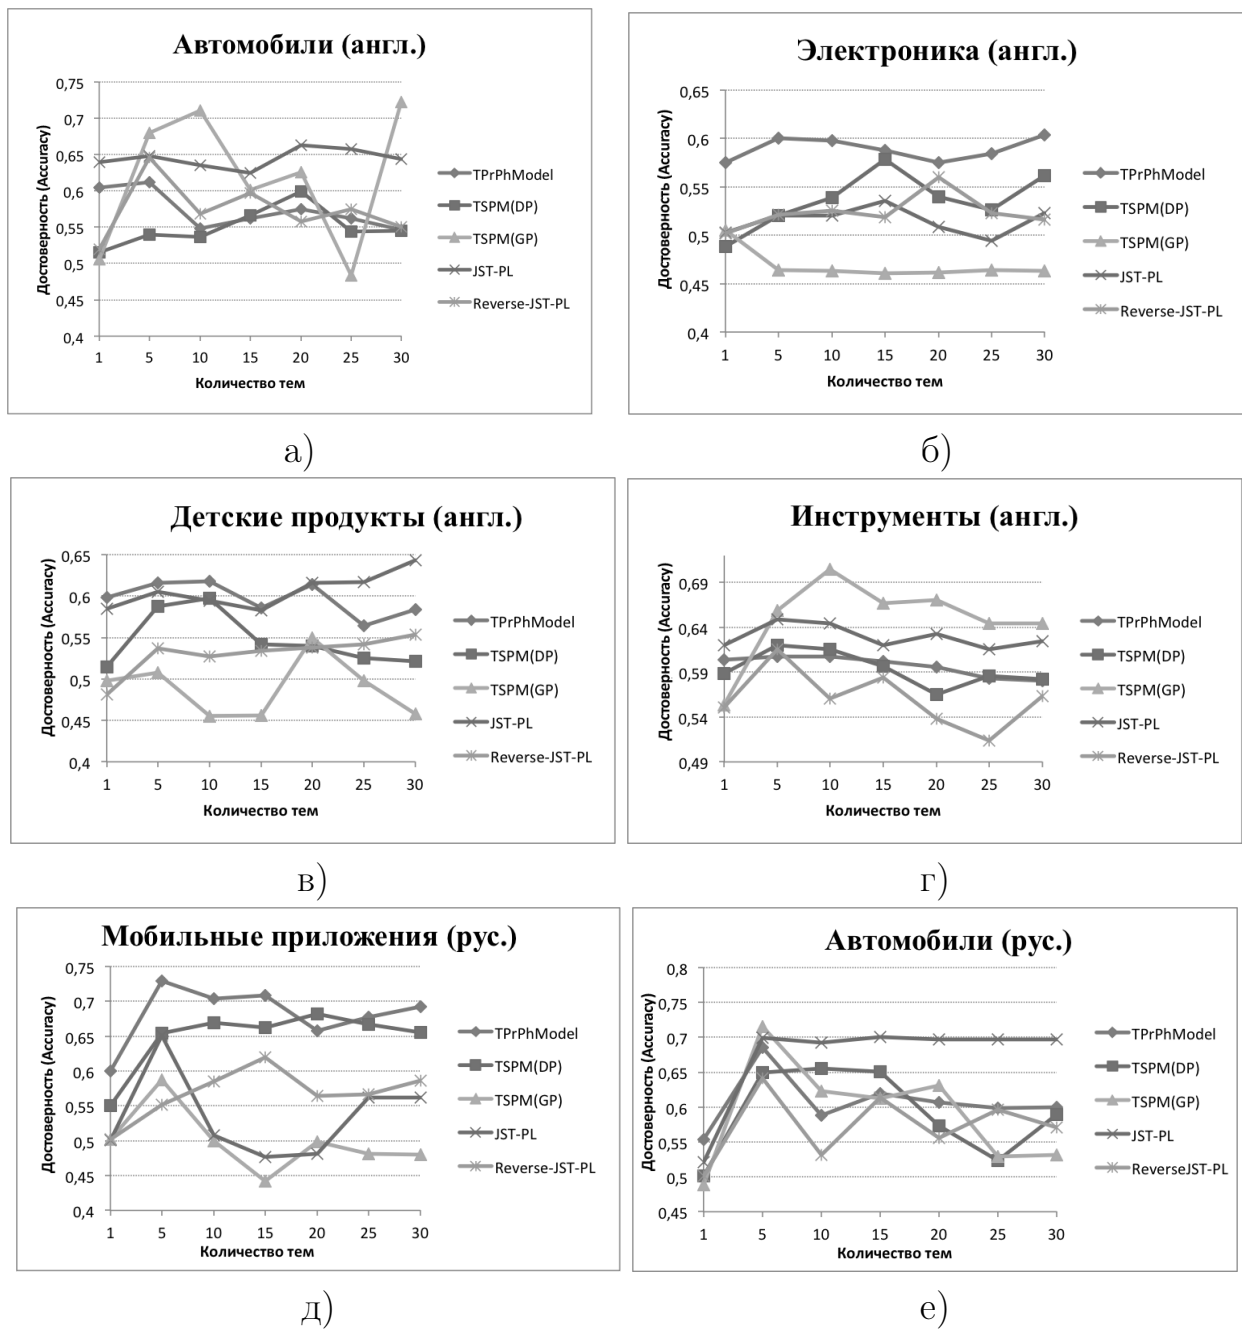 Автомобили (англ.)
Достоверность (Accuracy)
0,75
0,7
0,65
0,6
0,55
0,5
0,45
0,4
1 5 10 15 20 25 30
Количество тем
TPrPhModel
TSPM(DP)
TSPM(GP)
JST-PL
Reverse-JST-PL
а)
Электроника (англ.)
Достоверность (Accuracy)
0,65
0,6
0,55
0,5
0,45
0,4
1 5 10 15 20 25 30
Количество тем
TPrPhModel
TSPM(DP)
TSPM(GP)
JST-PL
Reverse-JST-PL
б)
Детские продукты (англ.)
Достоверность (Accuracy)
0,65
0,6
0,55
0,5
0,45
0,4
1 5 10 15 20 25 30
Количество тем
TPrPhModel
TSPM(DP)
TSPM(GP)
JST-PL
Reverse-JST-PL
в)
Инструменты (англ.)
Достоверность (Accuracy)
0,69
0,64
0,59
0,54
0,49
1 5 10 15 20 25 30
Количество тем
TPrPhModel
TSPM(DP)
TSPM(GP)
JST-PL
Reverse-JST-PL
г)
Мобильные приложения (рус.)
Достоверность (Accuracy)
0,75
0,7
0,65
0,6
0,55
0,5
0,45
0,4
1 5 10 15 20 25 30
Количество тем
TPrPhModel
TSPM(DP)
TSPM(GP)
JST-PL
Reverse-JST-PL
д)
Автомобили (рус.)
Достоверность (Accuracy)
0,8
0,75
0,7
0,65
0,6
0,55
0,5
0,45
1 5 10 15 20 25 30
Количество тем
TPrPhModel
TSPM(DP)
TSPM(GP)
JST-PL
ReverseJST-PL
е)